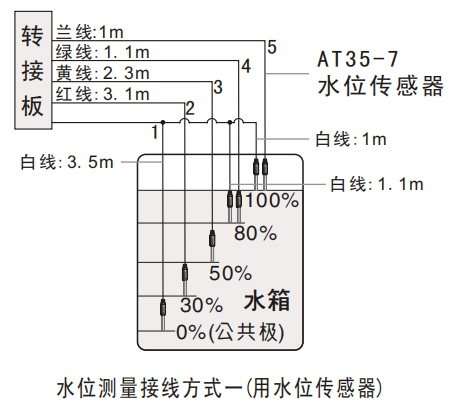 转接板
兰线:1m
绿线:1.1m
黄线:2.3m
红线:3.1m
5
4
3
2
1
AT35-7
水位传感器
白线:1m
白线:3.5m
白线:1.1m
100%
80%
50%
30%
水箱
0%(公共极)
水位测量接线方式一(用水位传感器)